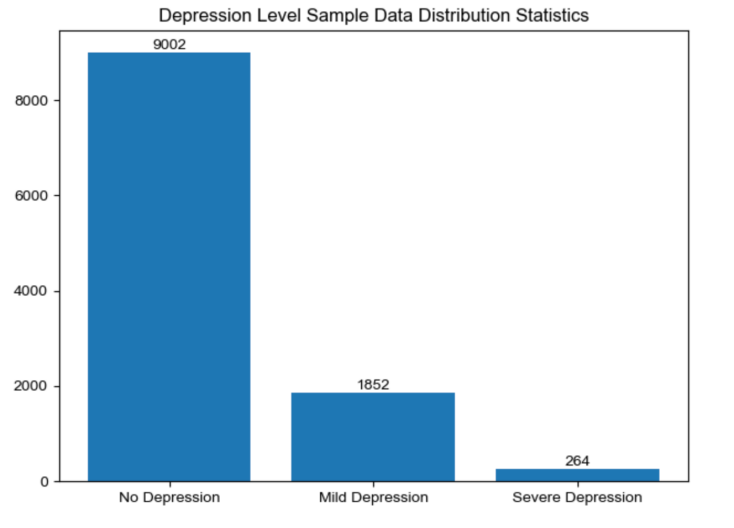 Depression Level Sample Data Distribution Statistics
9002
8000
6000
4000
2000
1852
264
0
No Depression
Mild Depression
Severe Depression